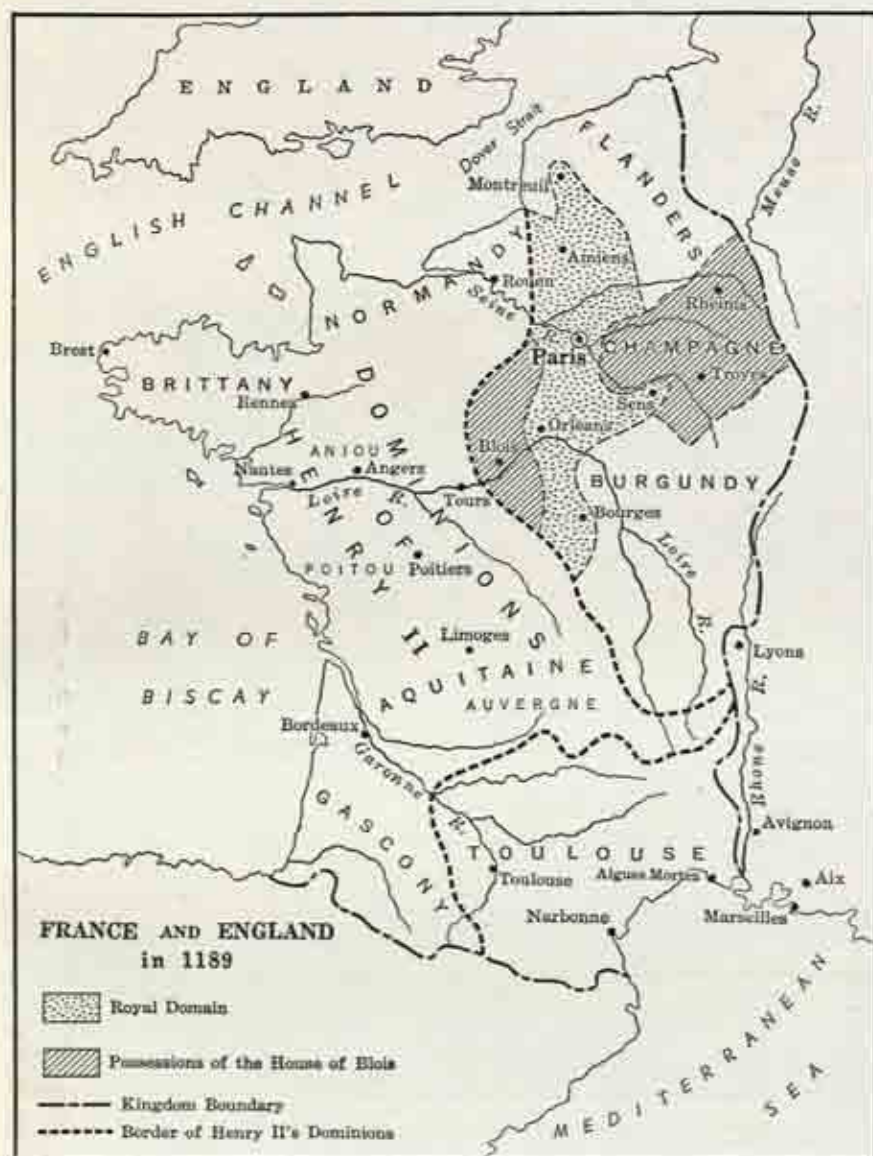 ENGLAND
Dover Strait
FLANDERS
Meuse R.
Montreuil
ENGLISH CHANNEL
NORMANDY
Amiens
Rouen
Seine
Rheims
Brest
Paris
CHAMPAGNE
Troyes
BRITTANY
Rennes
Sens
Orleans
Blois
ANJOU
Angers
Nantes
Loire R.
Tours
BURGUNDY
Bourges
DOMINIONS
OF
HENRY
II
Loire R.
POITOU
Poitiers
BAY OF
BISCAY
Limoges
Lyons
AQUITAINE
AUVERGNE
Bordeaux
Garonne R.
Rhone R.
GASCONY
Avignon
TOULOUSE
Toulouse
Aigues Mortes
Aix
Narbonne
Marseilles
MEDITERRANEAN
SEA
FRANCE AND ENGLAND
in 1189
Royal Domain
Possessions of the House of Blois
Kingdom Boundary
Border of Henry II's Dominions